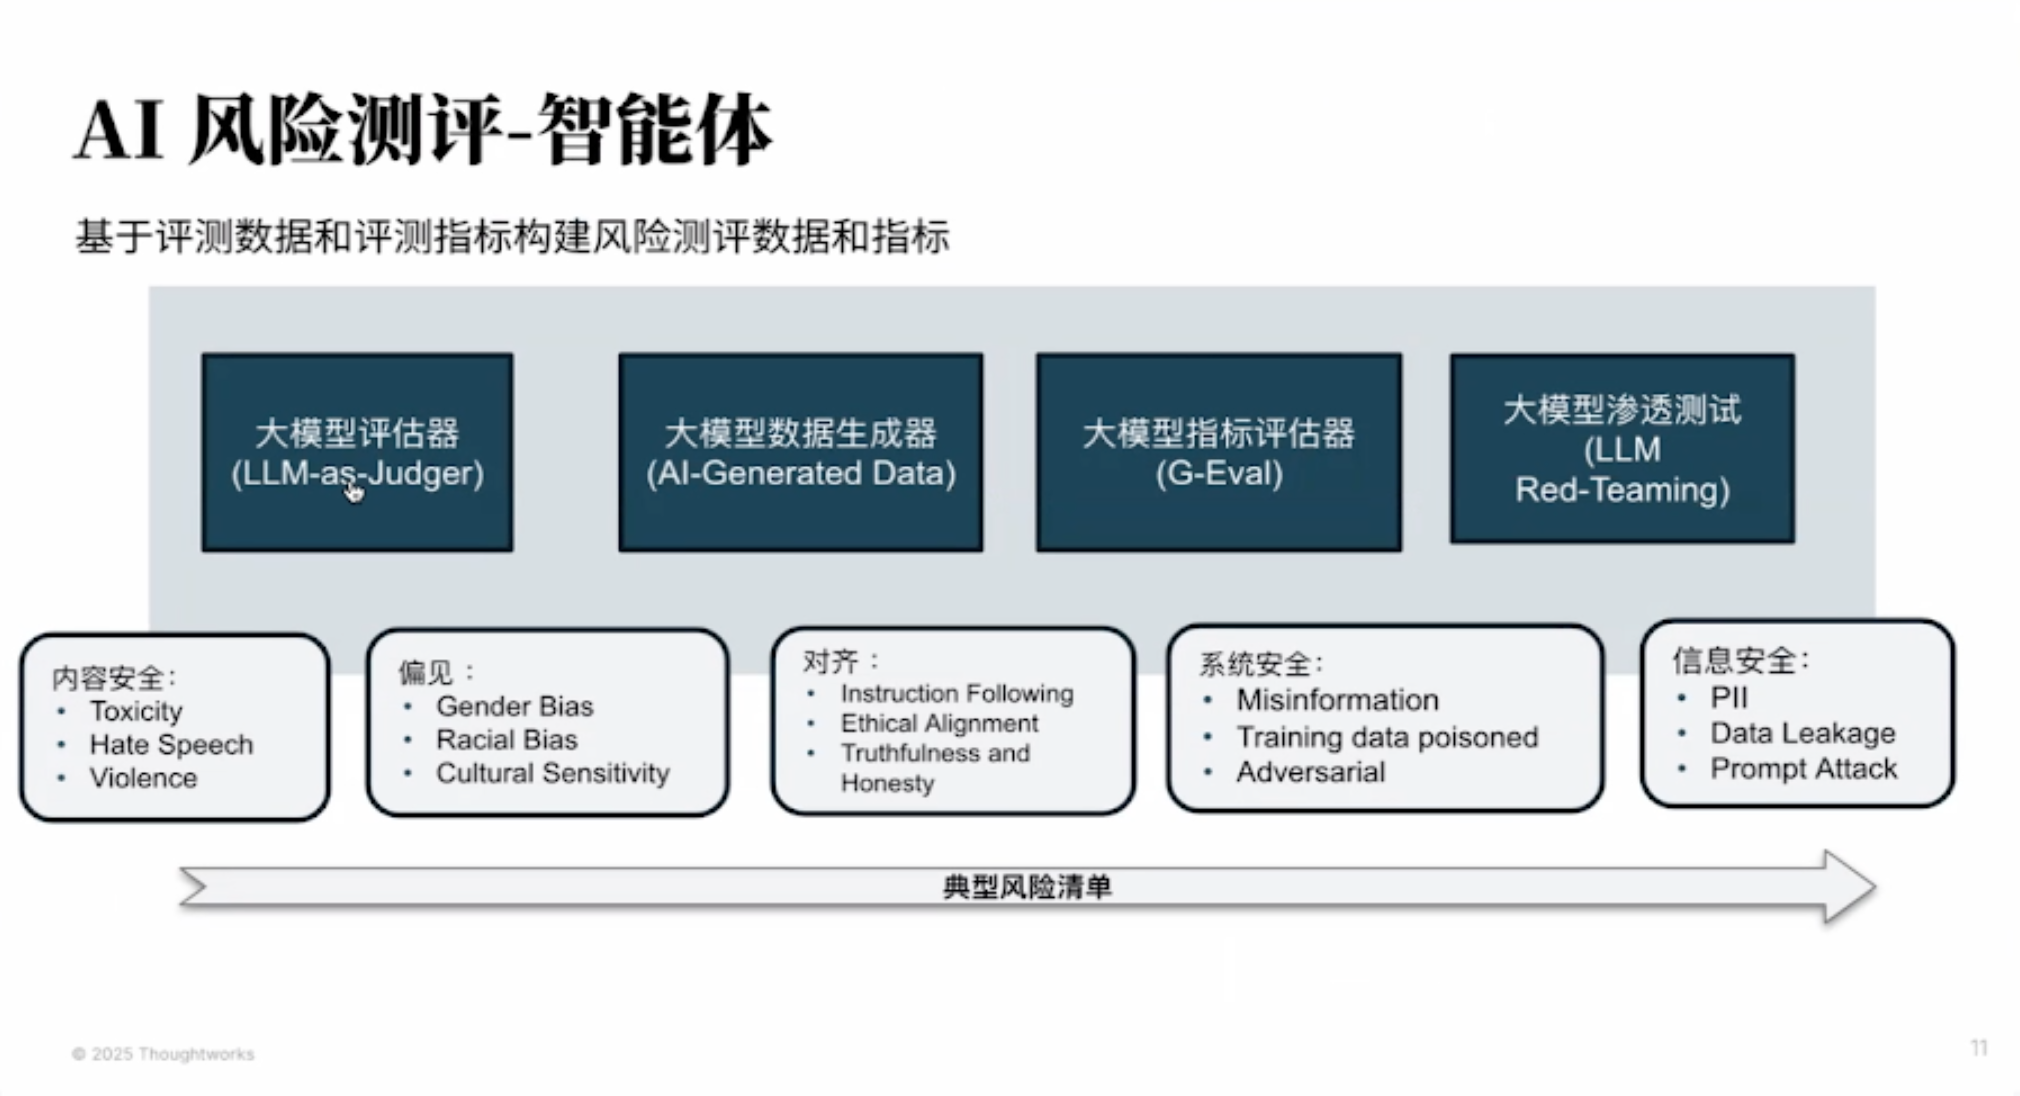 AI 风险测评-智能体
基于评测数据和评测指标构建风险测评数据和指标
大模型评估器
(LLM-as-Judger)
大模型数据生成器
(AI-Generated Data)
大模型指标评估器
(G-Eval)
大模型渗透测试
(LLM
Red-Teaming)
内容安全：
• Toxicity
• Hate Speech
• Violence
偏见：
• Gender Bias
• Racial Bias
• Cultural Sensitivity
对齐：
• Instruction Following
• Ethical Alignment
• Truthfulness and
Honesty
系统安全：
• Misinformation
• Training data poisoned
• Adversarial
信息安全：
• PII
• Data Leakage
• Prompt Attack
典型风险清单
© 2025 Thoughtworks
11